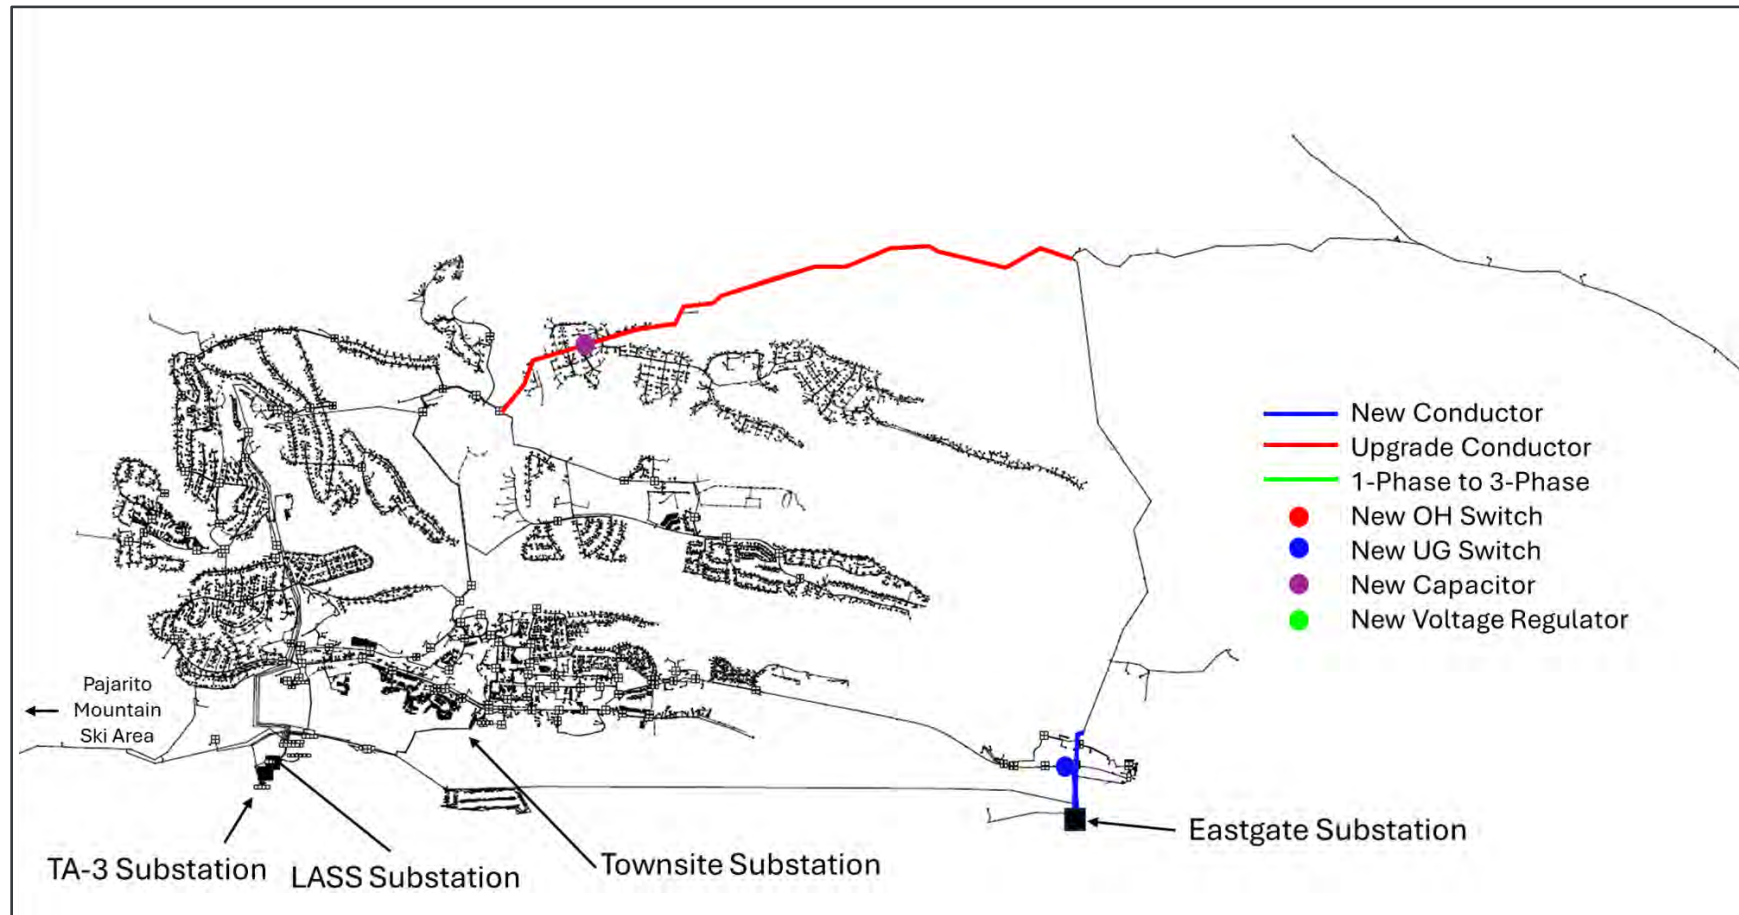 New Conductor
Upgrade Conductor
1-Phase to 3-Phase
New OH Switch
New UG Switch
New Capacitor
New Voltage Regulator
Pajarito
Mountain
Ski Area
Eastgate Substation
TA-3 Substation
LASS Substation
Townsite Substation